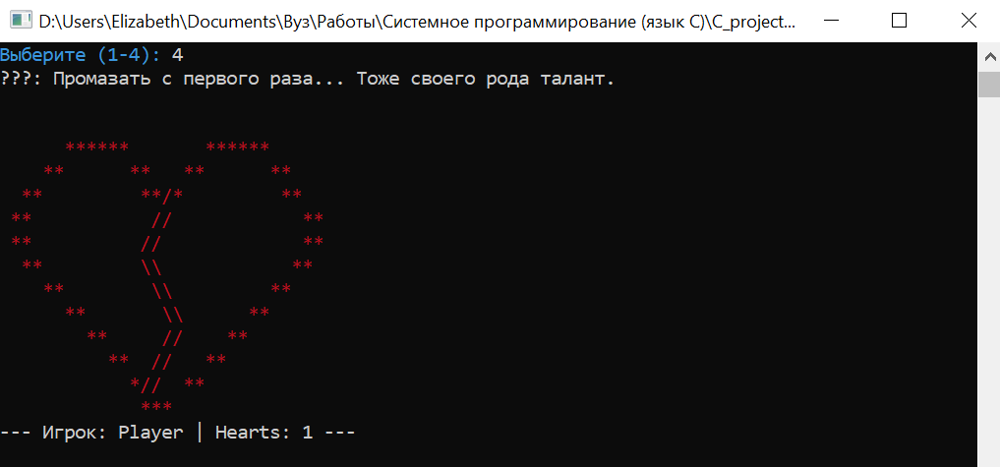 D:\Users\Elizabeth\Documents\Вуз\Работы\Системное программирование (язык C)\C_project...
Выберите (1-4): 4
???: Промазать с первого раза... Тоже своего рода талант.
      ******       ******
    **      **   **      **
  **         **/*         **
 **           //            **
 **          //             **
  **         \\            **
    **        \\         **
      **       \\      **
        **     //    **
          **  //   **
            *//  **
             ***
--- Игрок: Player | Hearts: 1 ---